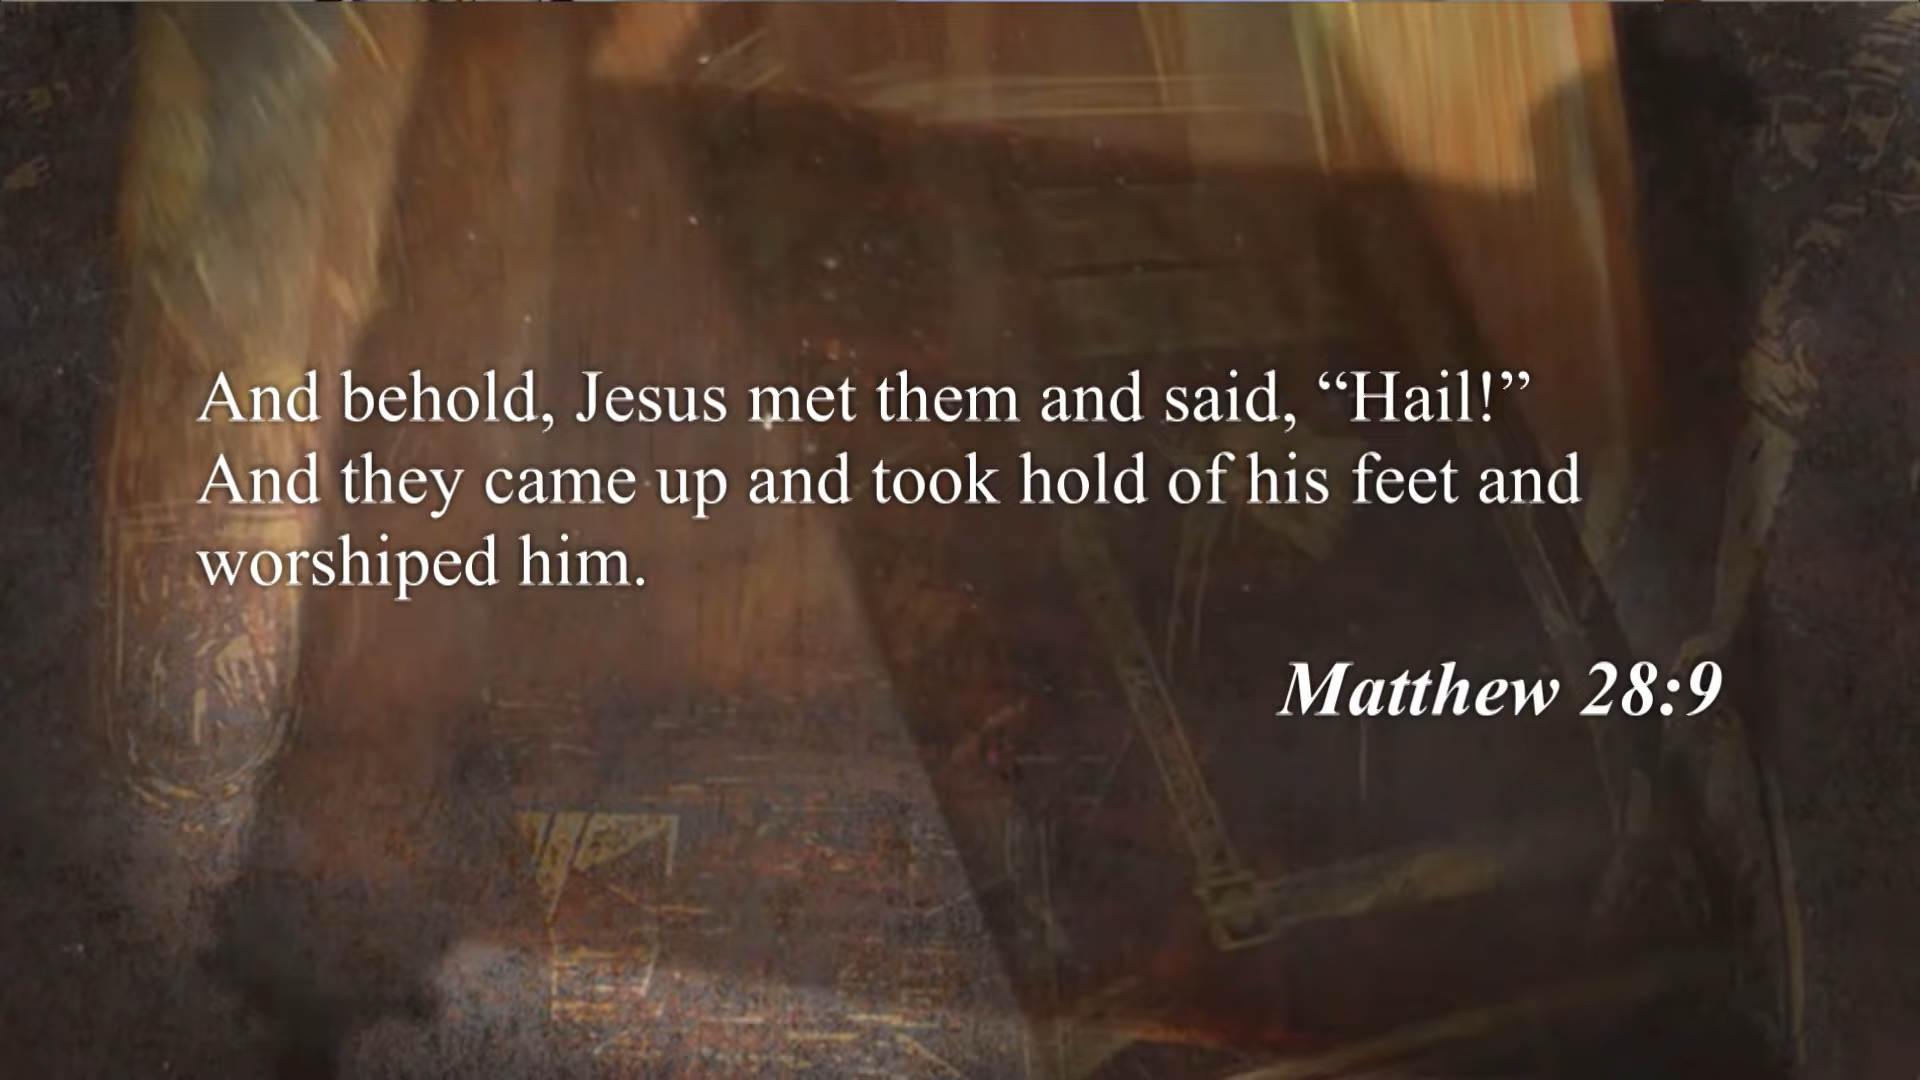 And behold, Jesus met them and said, “Hail!”
And they came up and took hold of his feet and
worshiped him.
Matthew 28:9